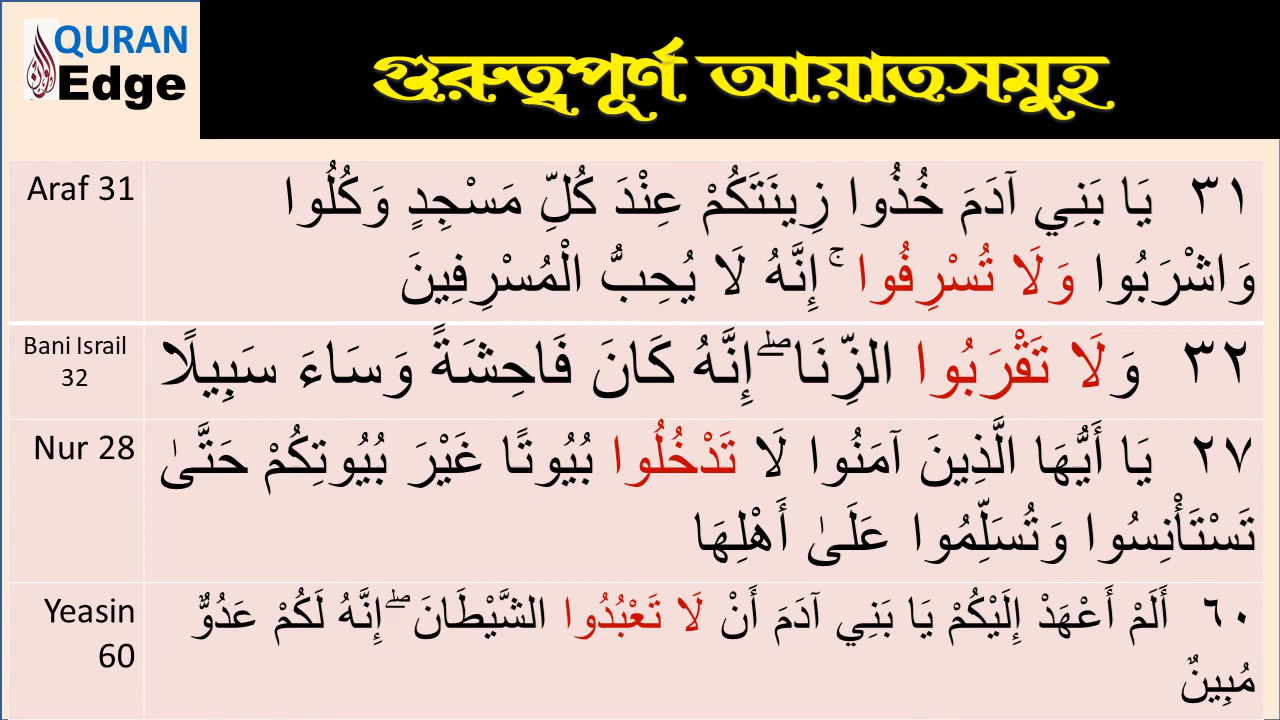 QURAN
Edge
গুরুত্বপূর্ণ আয়াতসমুহ
Araf 31
٣١ يَا بَنِي آدَمَ خُذُوا زِينَتَكُمْ عِنْدَ كُلِّ مَسْجِدٍ وَكُلُوا
وَاشْرَبُوا وَلَا تُسْرِفُوا ۚ إِنَّهُ لَا يُحِبُّ الْمُسْرِفِينَ
Bani Israil
32
٣٢ وَلَا تَقْرَبُوا الزِّنَا ۖ إِنَّهُ كَانَ فَاحِشَةً وَسَاءَ سَبِيلًا
Nur 28
٢٧ يَا أَيُّهَا الَّذِينَ آمَنُوا لَا تَدْخُلُوا بُيُوتًا غَيْرَ بُيُوتِكُمْ حَتَّىٰ
تَسْتَأْنِسُوا وَتُسَلِّمُوا عَلَىٰ أَهْلِهَا
Yeasin
60
٦٠ أَلَمْ أَعْهَدْ إِلَيْكُمْ يَا بَنِي آدَمَ أَنْ لَا تَعْبُدُوا الشَّيْطَانَ ۖ إِنَّهُ لَكُمْ عَدُوٌّ
مُبِينٌ